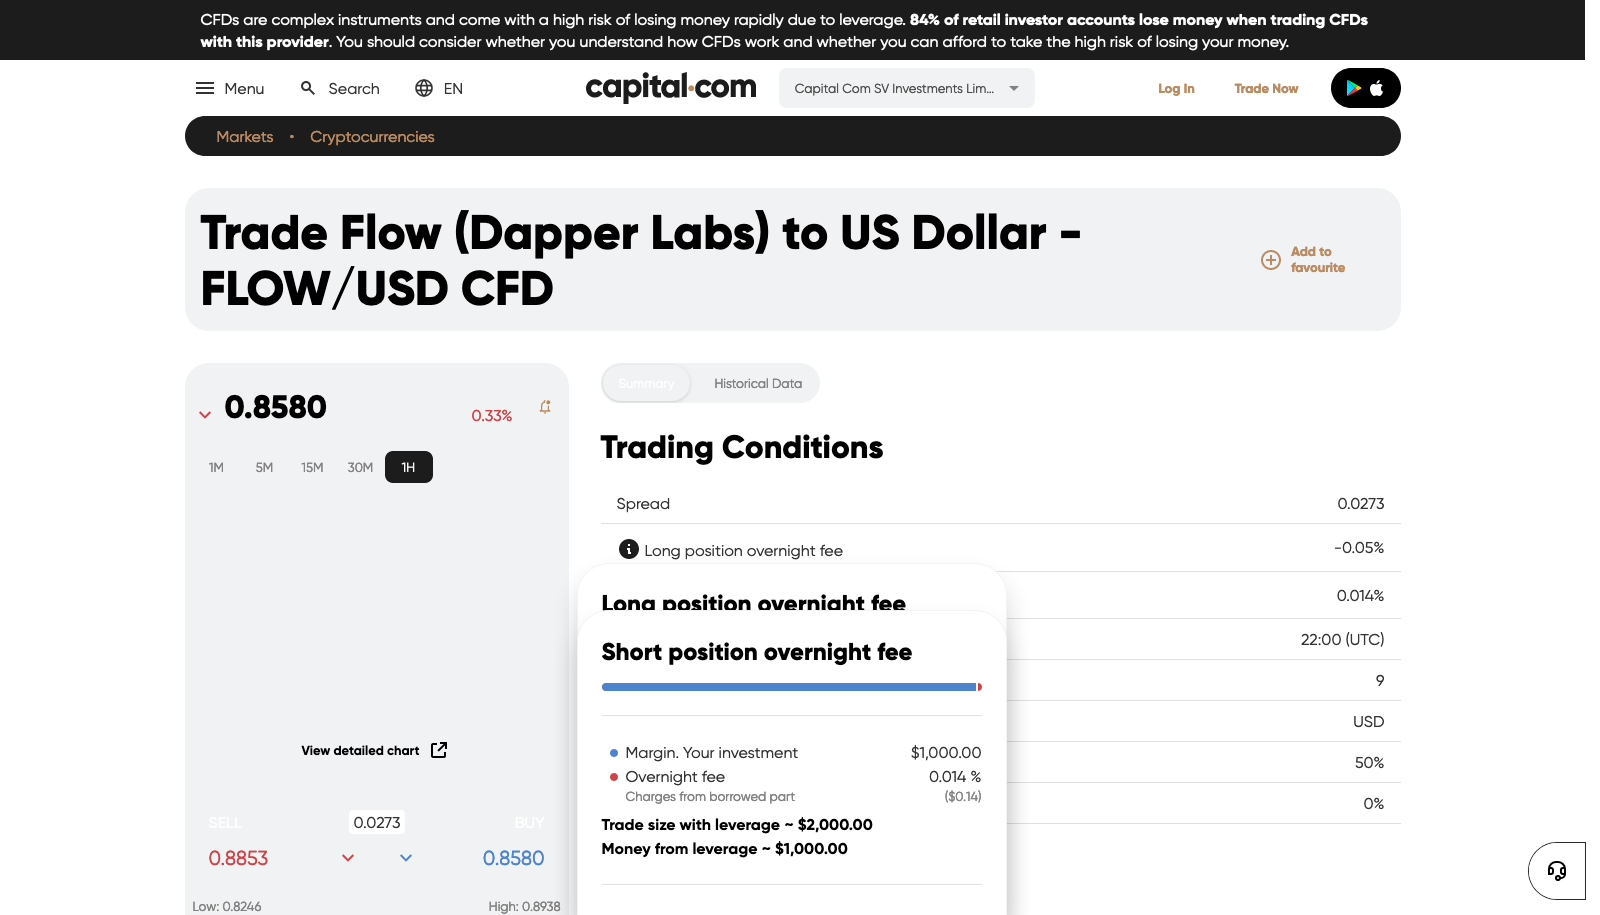 CFDs are complex instruments and come with a high risk of losing money rapidly due to leverage. 84% of retail investor accounts lose money when trading CFDs
with this provider. You should consider whether you understand how CFDs work and whether you can afford to take the high risk of losing your money.
Menu
Search
EN
capital.com
Capital Com SV Investments Lim...
Log In
Trade Now
Markets • Cryptocurrencies
Trade Flow (Dapper Labs) to US Dollar -
FLOW/USD CFD
Add to
favourite
0.8580
0.33%
1M
5M
15M
30M
1H
View detailed chart
SELL
0.0273
BUY
0.8853
0.8580
Low: 0.8246
High: 0.8938
Summary
Historical Data
Trading Conditions
Spread
0.0273
Long position overnight fee
-0.05%
0.014%
22:00 (UTC)
9
USD
50%
0%
Long position overnight fee
Short position overnight fee
Margin. Your investment
$1,000.00
Overnight fee
0.014 %
Charges from borrowed part
($0.14)
Trade size with leverage ~ $2,000.00
Money from leverage ~ $1,000.00